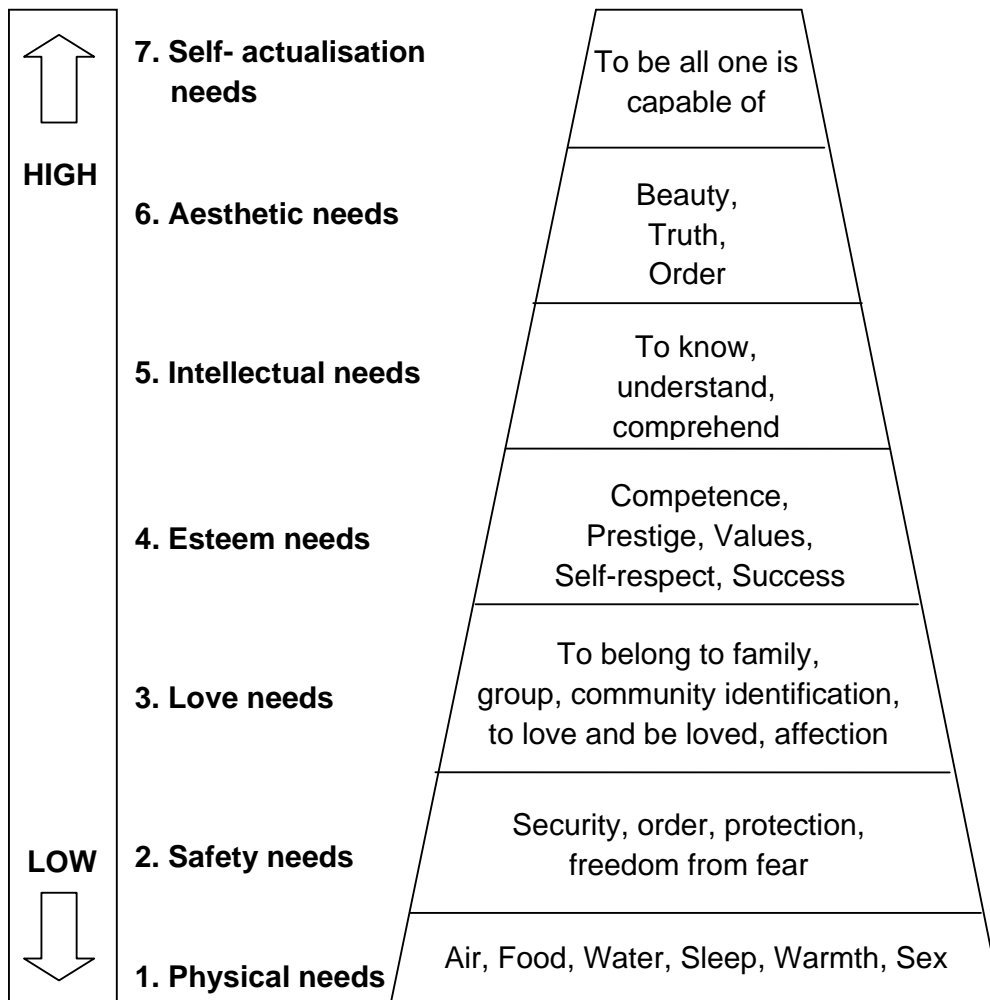 7. Self- actualisation
needs
To be all one is
capable of
HIGH
6. Aesthetic needs
Beauty,
Truth,
Order
5. Intellectual needs
To know,
understand,
comprehend
4. Esteem needs
Competence,
Prestige, Values,
Self-respect, Success
3. Love needs
To belong to family,
group, community identification,
to love and be loved, affection
LOW
2. Safety needs
Security, order, protection,
freedom from fear
1. Physical needs
Air, Food, Water, Sleep, Warmth, Sex